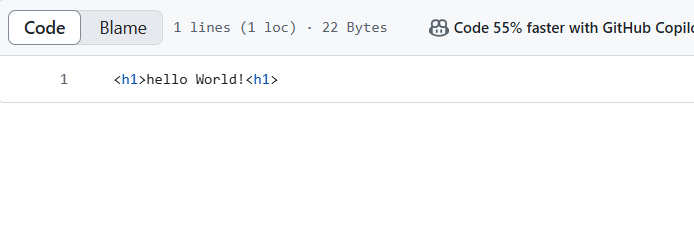 Code Blame 1 lines (1 loc) · 22 Bytes Code 55% faster with GitHub Copilo
1 <h1>hello World!<h1>